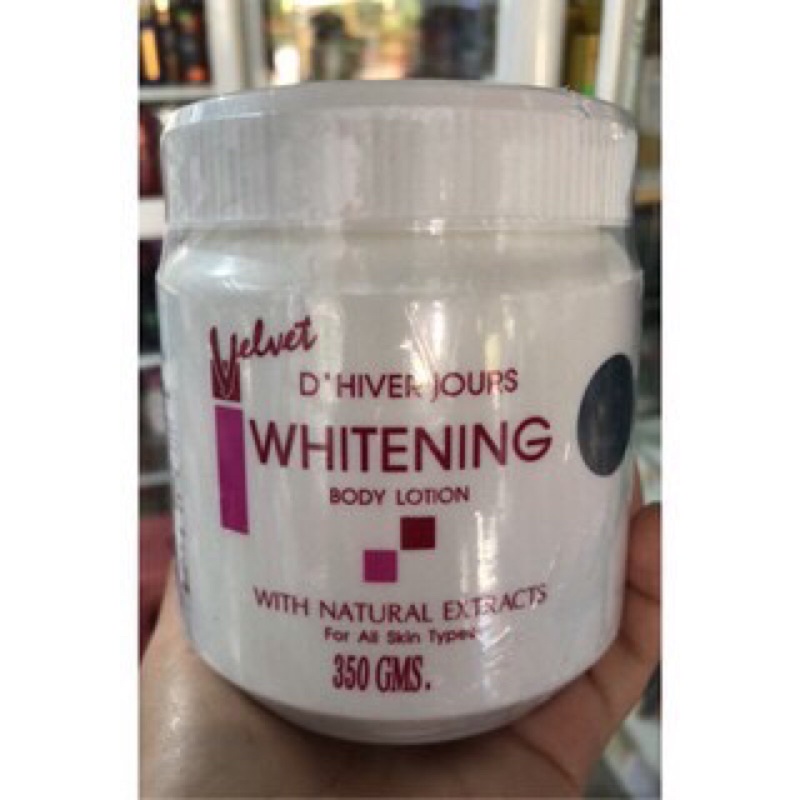 Velvet
D'HIVER JOURS
WHITENING
BODY LOTION
WITH NATURAL EXTRACTS
For All Skin Types
350 GMS.